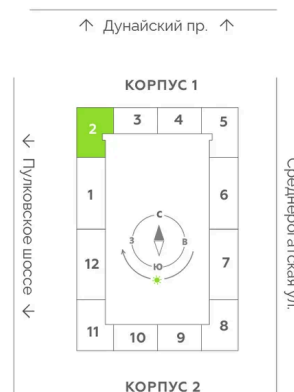 ↑ Дунайский пр. ↑
КОРПУС 1
2 3 4 5
← Пулковское шоссе ←
1 6
С
З В
Ю
12 7
Среднерогатская ул.
11 10 9 8
КОРПУС 2